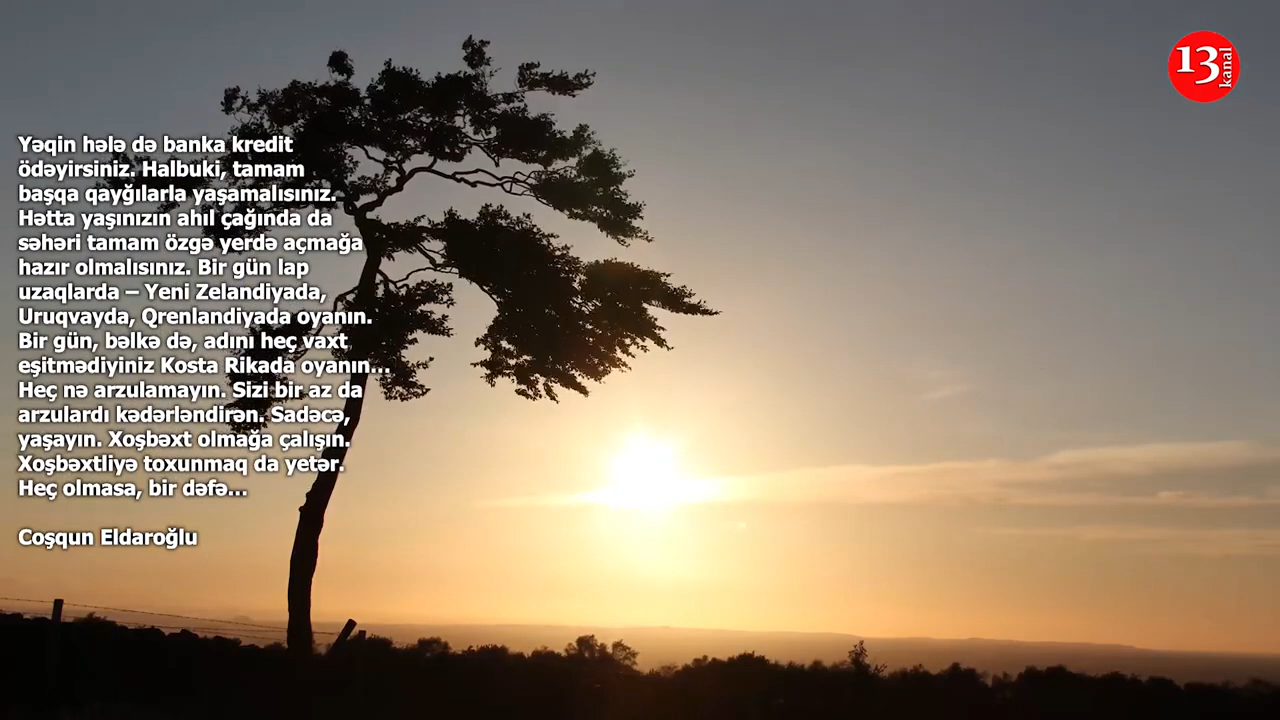 13
kanal
Yəqin hələ də banka kredit
ödəyirsiniz. Halbuki, tamam
başqa qayğılarla yaşamalısınız.
Hətta yaşınızın ahıl çağında da
səhəri tamam özgə yerdə açmağa
hazır olmalısınız. Bir gün lap
uzaqlarda – Yeni Zelandiyada,
Uruqvayda, Qrenlandiyada oyanın.
Bir gün, bəlkə də, adını heç vaxt
eşitmədiyiniz Kosta Rikada oyanın...
Heç nə arzulamayın. Sizi bir az da
arzulardı kədərləndirən. Sadəcə,
yaşayın. Xoşbəxt olmağa çalışın.
Xoşbəxtliyə toxunmaq da yetər.
Heç olmasa, bir dəfə...
Coşqun Eldaroğlu